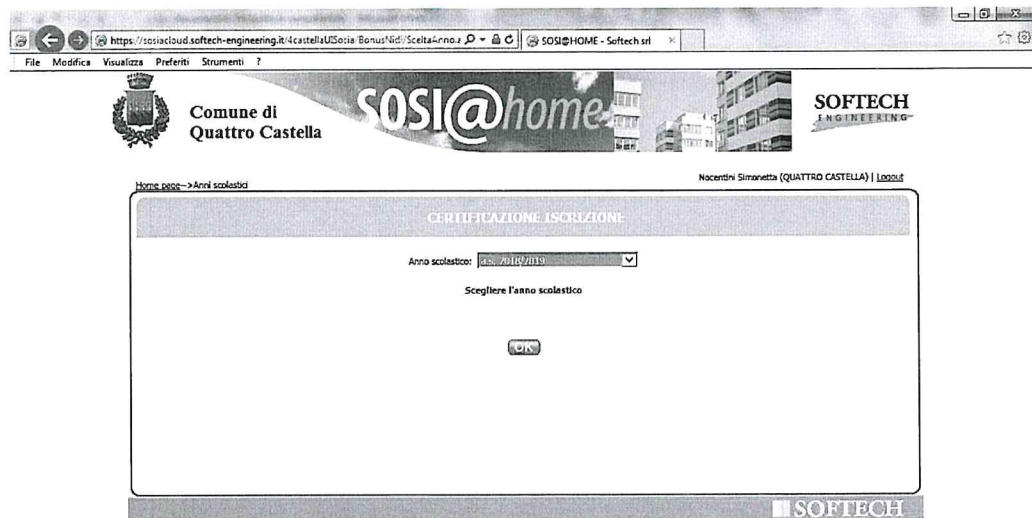 https://sosiacloud.softech-engineering.it/4castellaUISocia/BonusNidi/SceltaAnno.a
SOSI@HOME - Softech srl
File Modifica Visualizza Preferiti Strumenti ?
Comune di
Quattro Castella
SOSI@home
SOFTECH
ENGINEERING
Home page-->Anni scolastici
Nocentini Simonetta (QUATTRO CASTELLA) | Logout
CERTIFICAZIONE ISCRIZIONE
Anno scolastico: a.s. 2018/2019
Scegliere l'anno scolastico
OK
SOFTECH